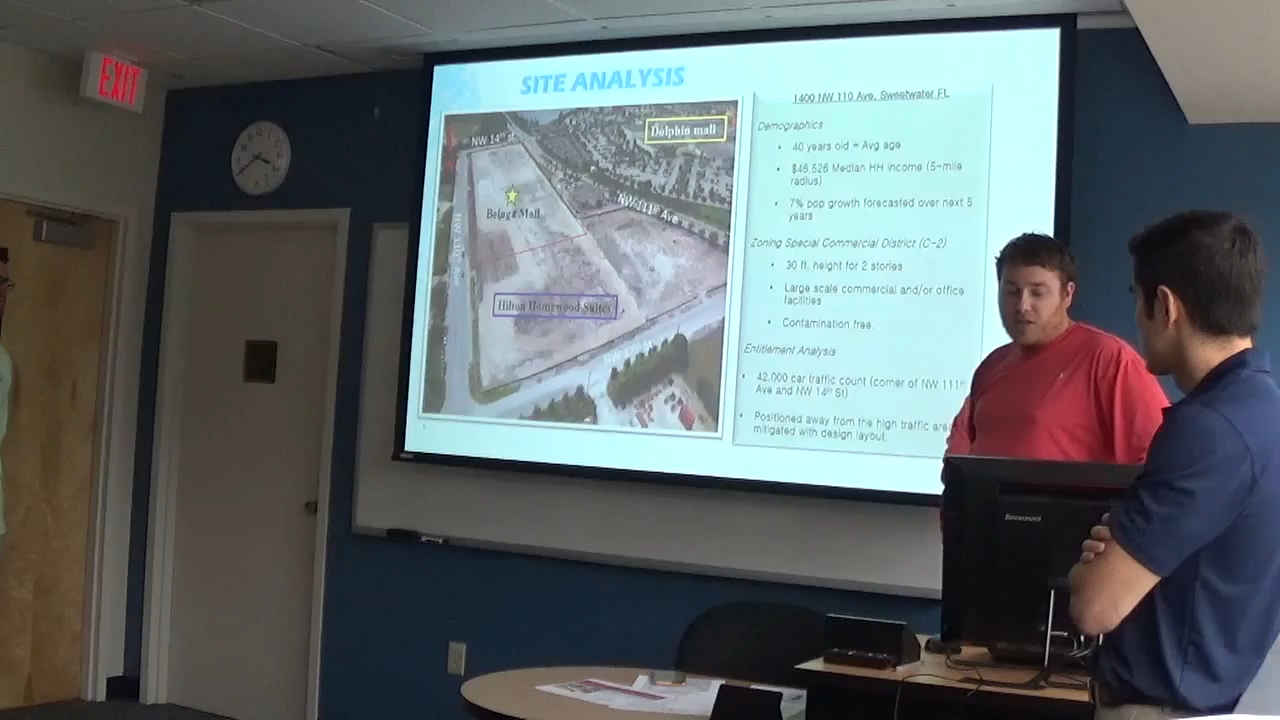 EXIT
SITE ANALYSIS
NW 14th st.
Dolphin mall
NW 111th Ave
Mall
Hilton Homewood Suites
1400 NW 110 Ave, Sweetwater FL
Demographics
• 40 years old = Avg age
• $46,526 Median HH income (5-mile
radius)
• 7% pop growth forecasted over next 5
years
Zoning Special Commercial District (C-2)
• 30 ft. height for 2 stories
• Large scale commercial and/or office
facilities
• Contamination free.
Entitlement Analysis
• 42,000 car traffic count (corner of NW 111th
Ave and NW 14th St)
• Positioned away from the high traffic area
mitigated with design layout.
lenovo